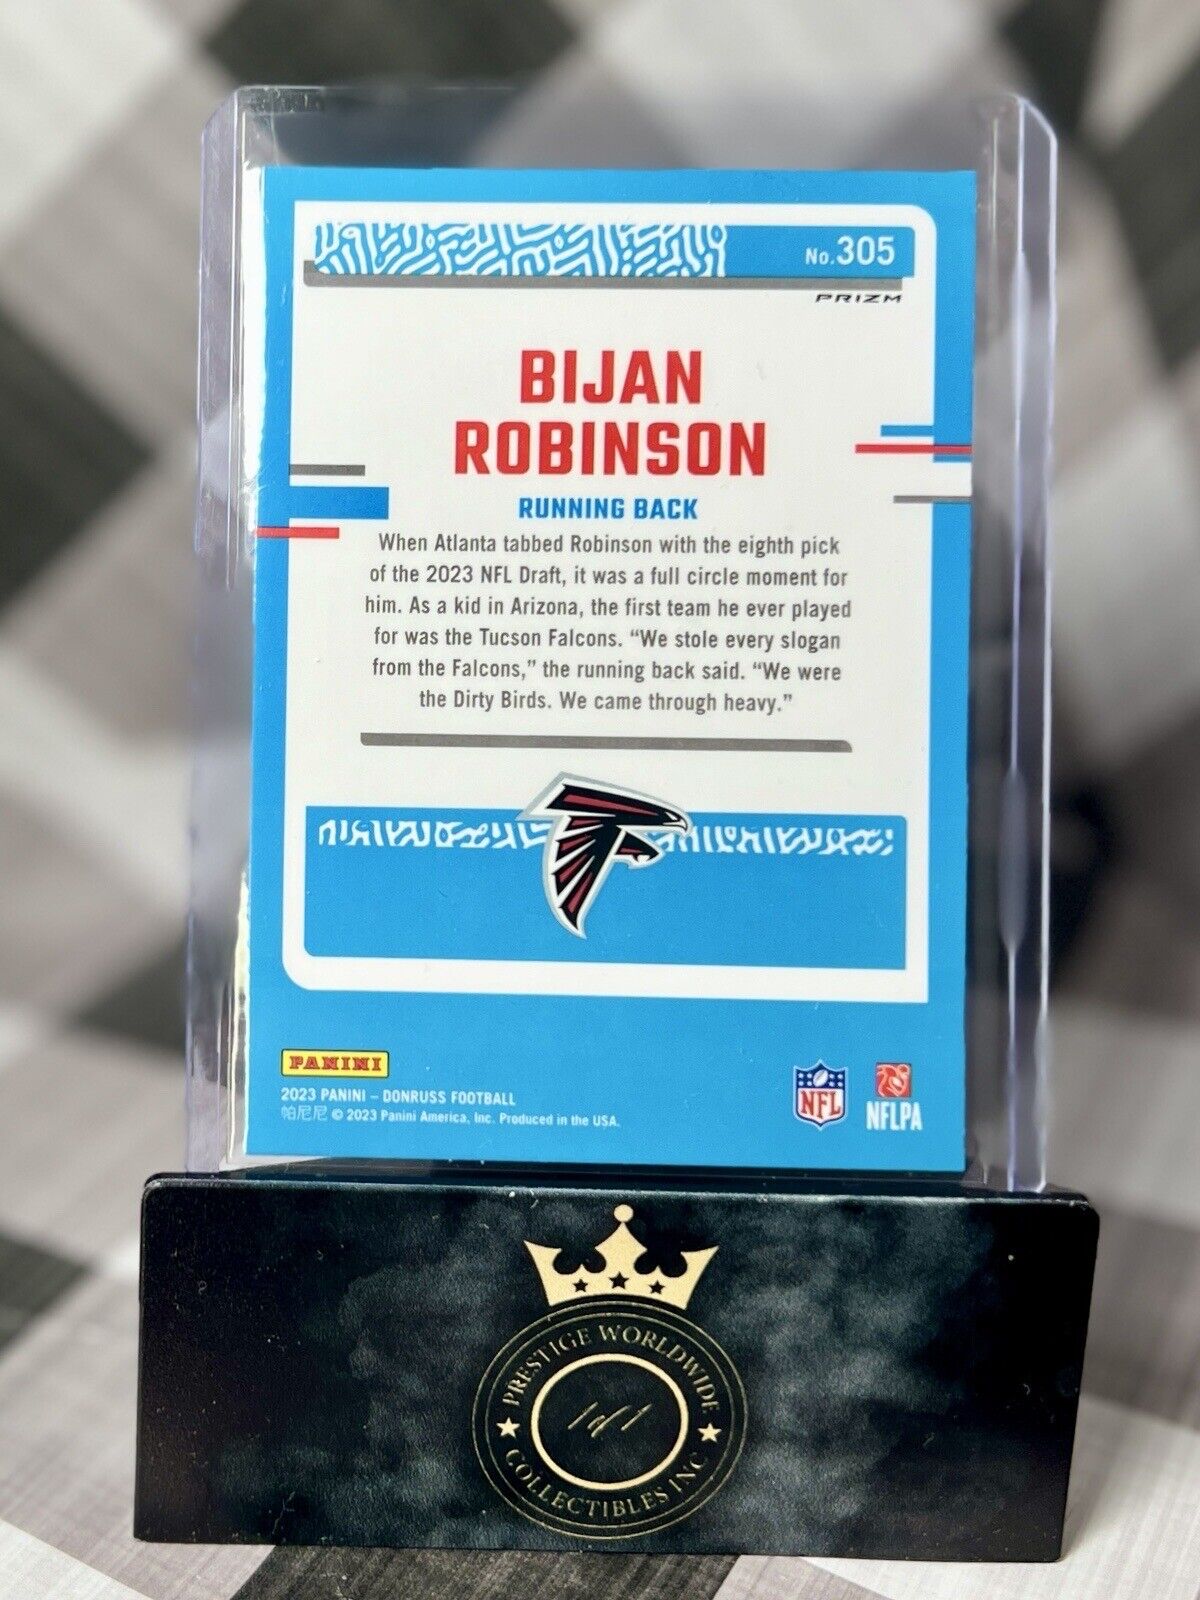 No.305
PRIZM
BIJAN
ROBINSON
RUNNING BACK
When Atlanta tabbed Robinson with the eighth pick
of the 2023 NFL Draft, it was a full circle moment for
him. As a kid in Arizona, the first team he ever played
for was the Tucson Falcons. “We stole every slogan
from the Falcons,” the running back said. “We were
the Dirty Birds. We came through heavy.”
PANINI
2023 PANINI – DONRUSS FOOTBALL
帕尼尼 © 2023 Panini America, Inc. Produced in the USA.
NFL
NFLPA
PRESTIGE WORLDWIDE
1of1
COLLECTIBLES INC